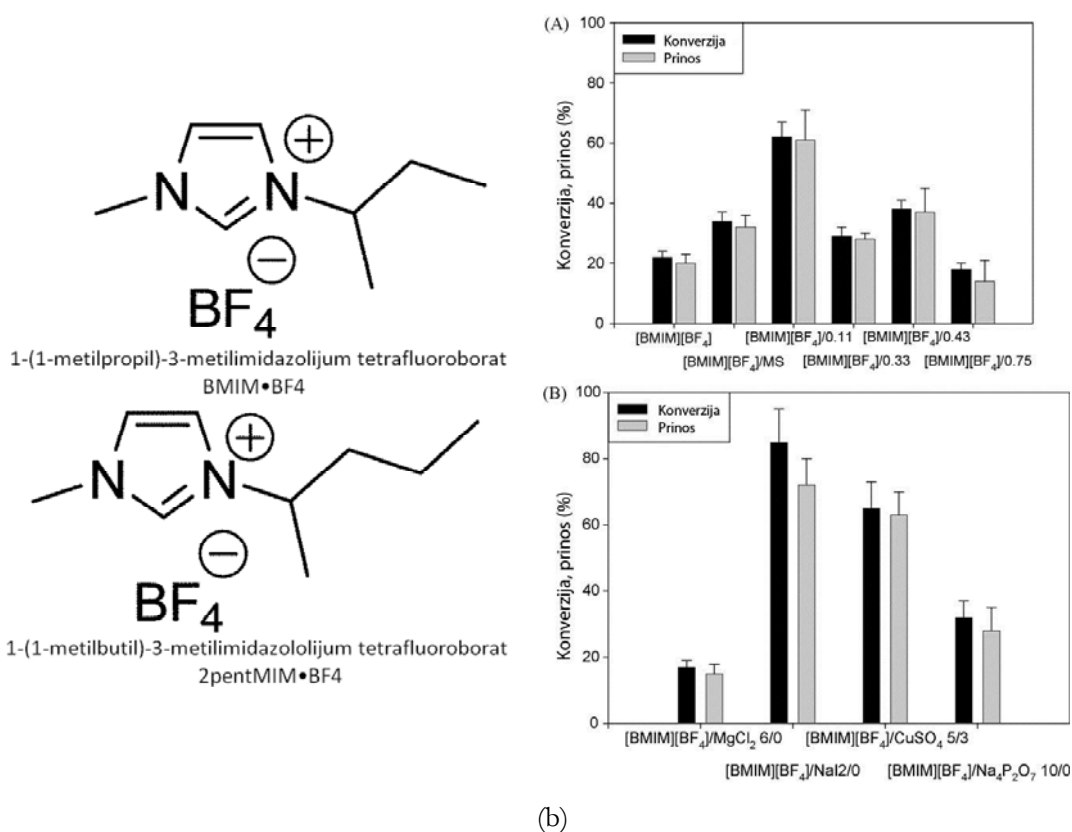 N
N
+
−
BF₄
1-(1-metilpropil)-3-metilimidazolijum tetrafluoroborat
BMIM•BF4
N
N
+
−
BF₄
1-(1-metilbutil)-3-metilimidazololijum tetrafluoroborat
2pentMIM•BF4
(A)
Konverzija
Prinos
Konverzija, prinos (%)
100
80
60
40
20
0
[BMIM][BF₄]
[BMIM][BF₄]/0.11
[BMIM][BF₄]/0.43
[BMIM][BF₄]/MS
[BMIM][BF₄]/0.33
[BMIM][BF₄]/0.75
(B)
Konverzija
Prinos
Konverzija, prinos (%)
100
80
60
40
20
0
[BMIM][BF₄]/MgCl₂ 6/0
[BMIM][BF₄]/CuSO₄ 5/3
[BMIM][BF₄]/NaI2/0
[BMIM][BF₄]/Na₄P₂O₇ 10/0
(b)